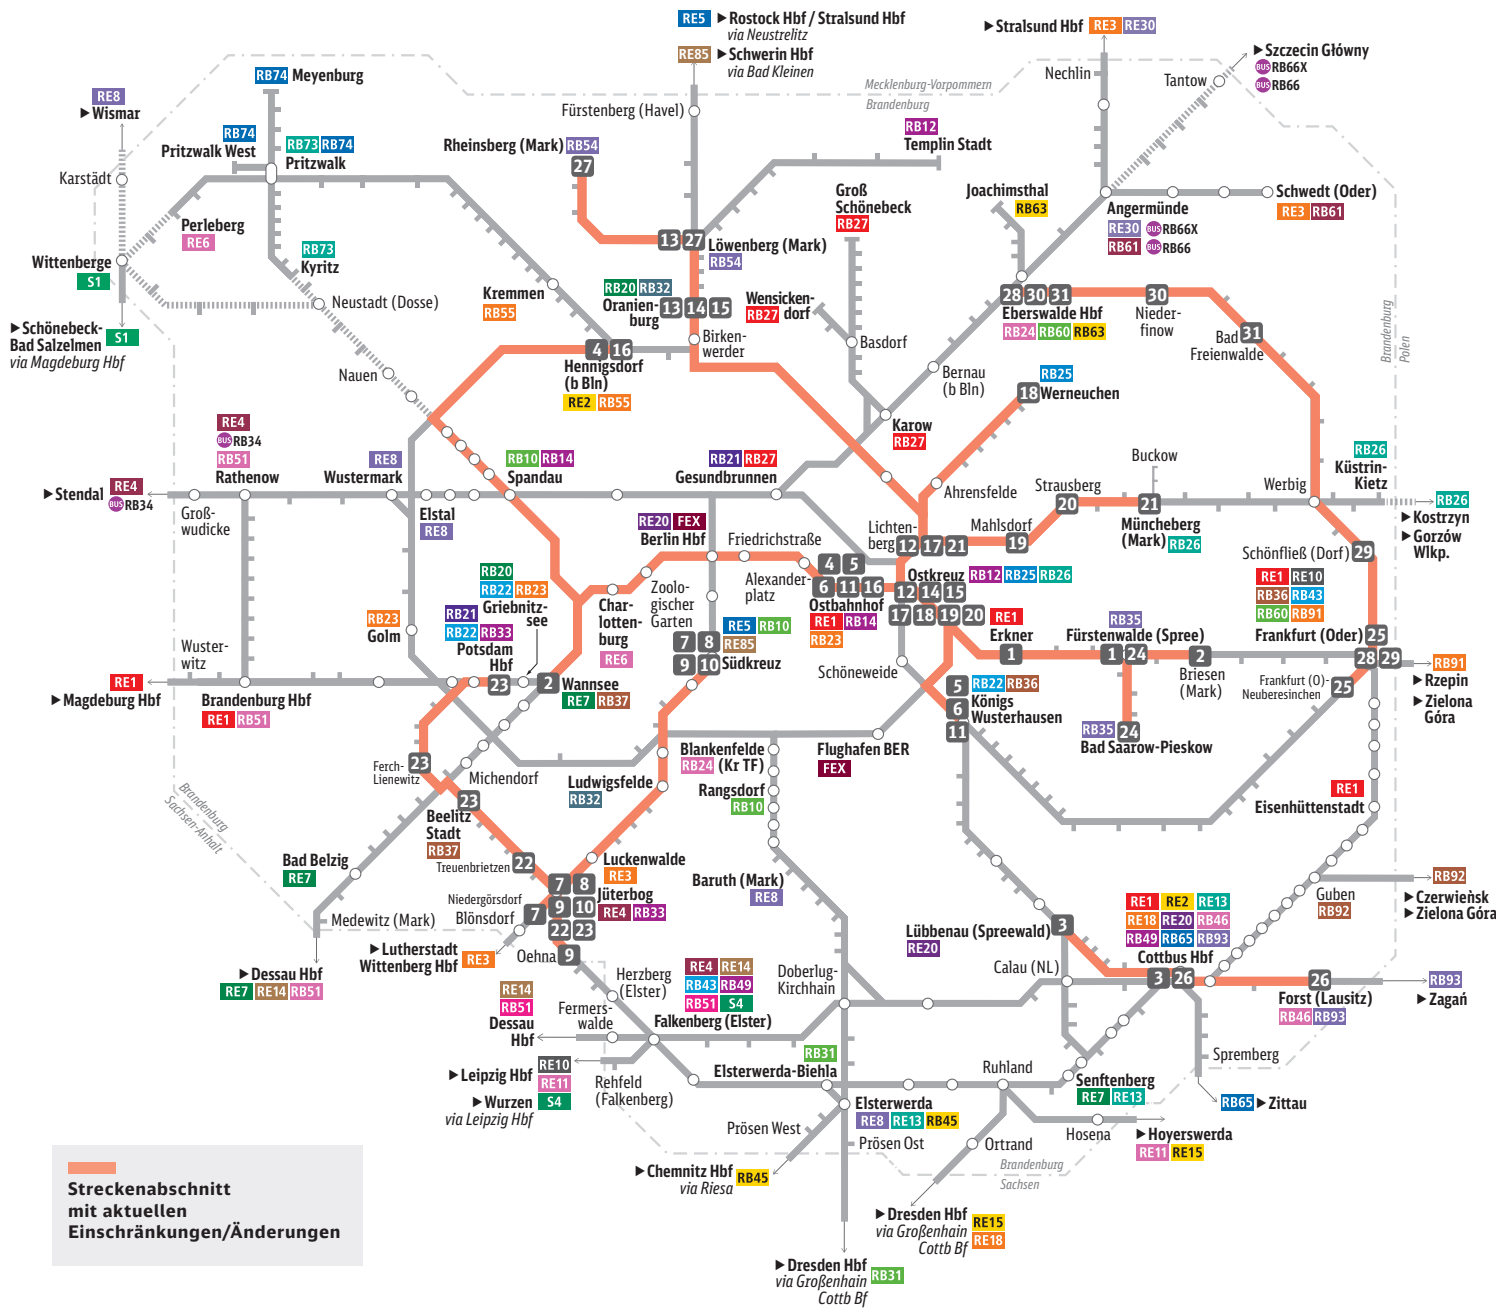 RE5 ▶ Rostock Hbf / Stralsund Hbf
via Neustrelitz
RE85 ▶ Schwerin Hbf
via Bad Kleinen
▶ Stralsund Hbf RE3 RE30
▶ Szczecin Główny
BUS RB66X
BUS RB66
Nechlin
Tantow
Mecklenburg-Vorpommern
Brandenburg
RB74 Meyenburg
RE8
▶ Wismar
RB74
Pritzwalk West
RB73 RB74
Pritzwalk
Karstädt
Fürstenberg (Havel)
Rheinsberg (Mark) RB54
27
RB12
Templin Stadt
Groß
Schönebeck
RB27
Joachimsthal
RB63
Angermünde
RE30 BUS RB66X
RB61 BUS RB66
Schwedt (Oder)
RE3 RB61
Perleberg
RE6
Wittenberge
S1
RB73
Kyritz
Neustadt (Dosse)
▶ Schönebeck-
Bad Salzelmen
via Magdeburg Hbf
S1
Kremmen
RB55
13 27
Löwenberg (Mark)
RB54
RB20 RB32
Oranien-
burg
13 14 15
Birken-
werder
Wensicken-
dorf
RB27
Basdorf
28 30 31
Eberswalde Hbf
RB24 RB60 RB63
30
Nieder-
finow
31
Bad
Freienwalde
Brandenburg
Polen
Nauen
4 16
Hennigsdorf
(b Bln)
RE2 RB55
Bernau
(b Bln)
RB25
18 Werneuchen
Karow
RB27
RE4
BUS RB34
RB51
Rathenow
RE8
Wustermark
RB10 RB14
Spandau
RB21 RB27
Gesundbrunnen
Ahrensfelde
Buckow
Strausberg
20
21
Müncheberg
(Mark) RB26
Werbig
RB26
Küstrin-
Kietz
RB26
▶ Kostrzyn
▶ Gorzów
Wlkp.
▶ Stendal
RE4
BUS RB34
Groß-
wudicke
Elstal
RE8
RE20 FEX
Berlin Hbf
Friedrichstraße
Lichten-
berg
12 17 21
Mahlsdorf
19
Schönfließ (Dorf) 29
Alexander-
platz
4 5
6 11 16
Ostbahnhof
RE1 RB14
RB23
Ostkreuz RB12 RB25 RB26
12 14 15
17 18 19 20
RB20
RB22 RB23
Griebnitz-
see
RB21
RB22 RB33
Potsdam
Hbf
23
Char-
lotten-
burg
RE6
Zoolo-
gischer
Garten
7 8
9 10
RE5 RB10
RE85
Südkreuz
RB23
Golm
RE1
Erkner
1
RB35
Fürstenwalde (Spree)
1 24
2
Briesen
(Mark)
RE1 RE10
RB36 RB43
RB60 RB91
Frankfurt (Oder)
25
28 29
RB91
▶ Rzepin
▶ Zielona
Góra
Frankfurt (O)-
Neuberesinchen
25
Schöneweide
Wuster-
witz
RE1
▶ Magdeburg Hbf
Brandenburg Hbf
RE1 RB51
2 Wannsee
RE7 RB37
5 RB22 RB36
6 Königs
Wusterhausen
11
RB35
24
Bad Saarow-Pieskow
Ferch-
Lienewitz
23
Michendorf
Blankenfelde
(Kr TF)
RB24
Flughafen BER
FEX
Ludwigsfelde
RB32
Rangsdorf
RB10
RE1
Eisenhüttenstadt
Brandenburg
Sachsen-Anhalt
23
Beelitz
Stadt
RB37
Treuenbrietzen 22
Bad Belzig
RE7
Luckenwalde
RE3
Baruth (Mark)
RE8
Guben
RB92
RB92
▶ Czerwieńsk
▶ Zielona Góra
Niedergörsdorf
Blönsdorf
7
7 8
9 10
22 23
Jüterbog
RE4 RB33
Medewitz (Mark)
▶ Lutherstadt
Wittenberg Hbf
RE3
Oehna 9
Lübbenau (Spreewald)
RE20
3
RE1 RE2 RE13
RE18 RE20 RB46
RB49 RB65 RB93
Cottbus Hbf
3 26
26
Forst (Lausitz)
RB46 RB93
RB93
▶ Zagań
▶ Dessau Hbf
RE7 RE14 RB51
Herzberg
(Elster)
RE4 RE14
RB43 RB49
RB51 S4
Falkenberg (Elster)
Doberlug-
Kirchhain
Calau (NL)
RE14
RB51
Dessau
Hbf
Fermers-
walde
▶ Leipzig Hbf
RE10
RE11
▶ Wurzen S4
via Leipzig Hbf
Rehfeld
(Falkenberg)
RB31
Elsterwerda-Biehla
Ruhland
Senftenberg
RE7 RE13
Spremberg
RB65 ▶ Zittau
Elsterwerda
RE8 RE13 RB45
Prösen West
Prösen Ost
Ortrand
Hosena
▶ Hoyerswerda
RE11 RE15
Brandenburg
Sachsen
▶ Chemnitz Hbf
via Riesa
RB45
▶ Dresden Hbf
via Großenhain
Cottb Bf
RE15
RE18
▶ Dresden Hbf
via Großenhain
Cottb Bf
RB31
Streckenabschnitt
mit aktuellen
Einschränkungen/Änderungen